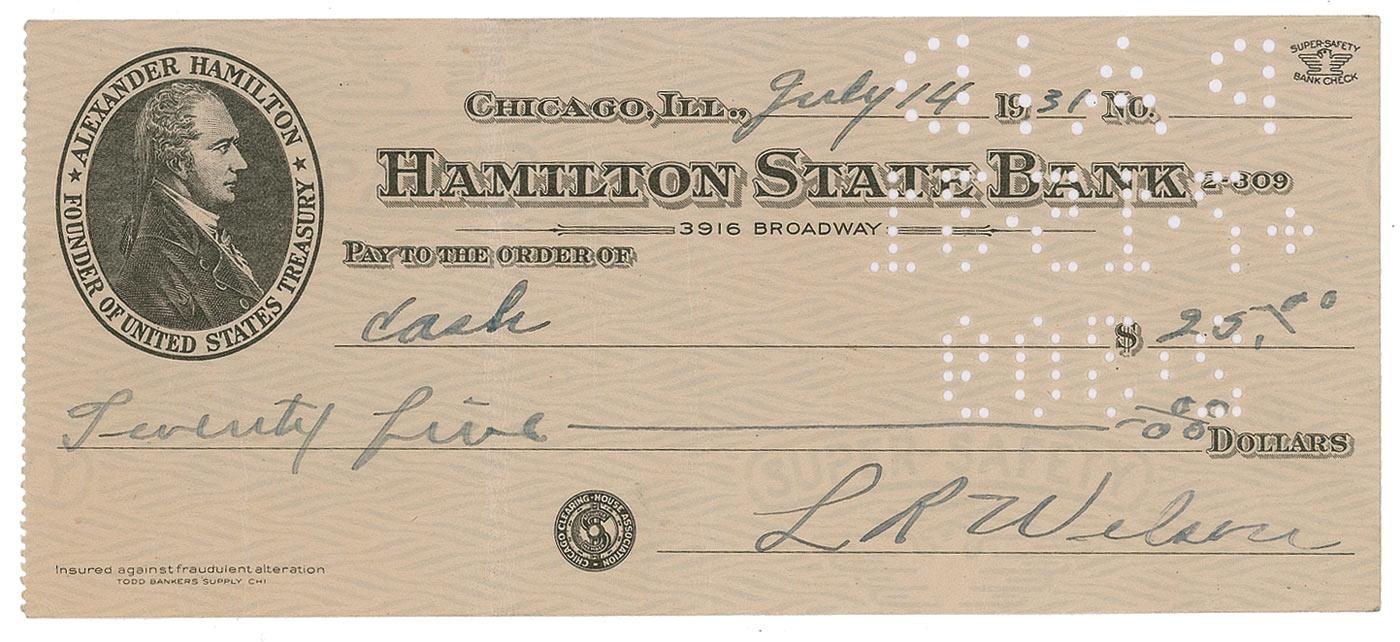 ALEXANDER HAMILTON
FOUNDER OF UNITED STATES TREASURY
SUPER-SAFETY
BANK CHECK
CHICAGO, ILL., July 14 1931 No.
HAMILTON STATE BANK 2-309
3916 BROADWAY
PAY TO THE ORDER OF
Cash $ 25.00
Twenty five 00/00 DOLLARS
CHICAGO CLEARING-HOUSE ASSOCIATION
L R Wilson
Insured against fraudulent alteration
TODD BANKERS SUPPLY CHI